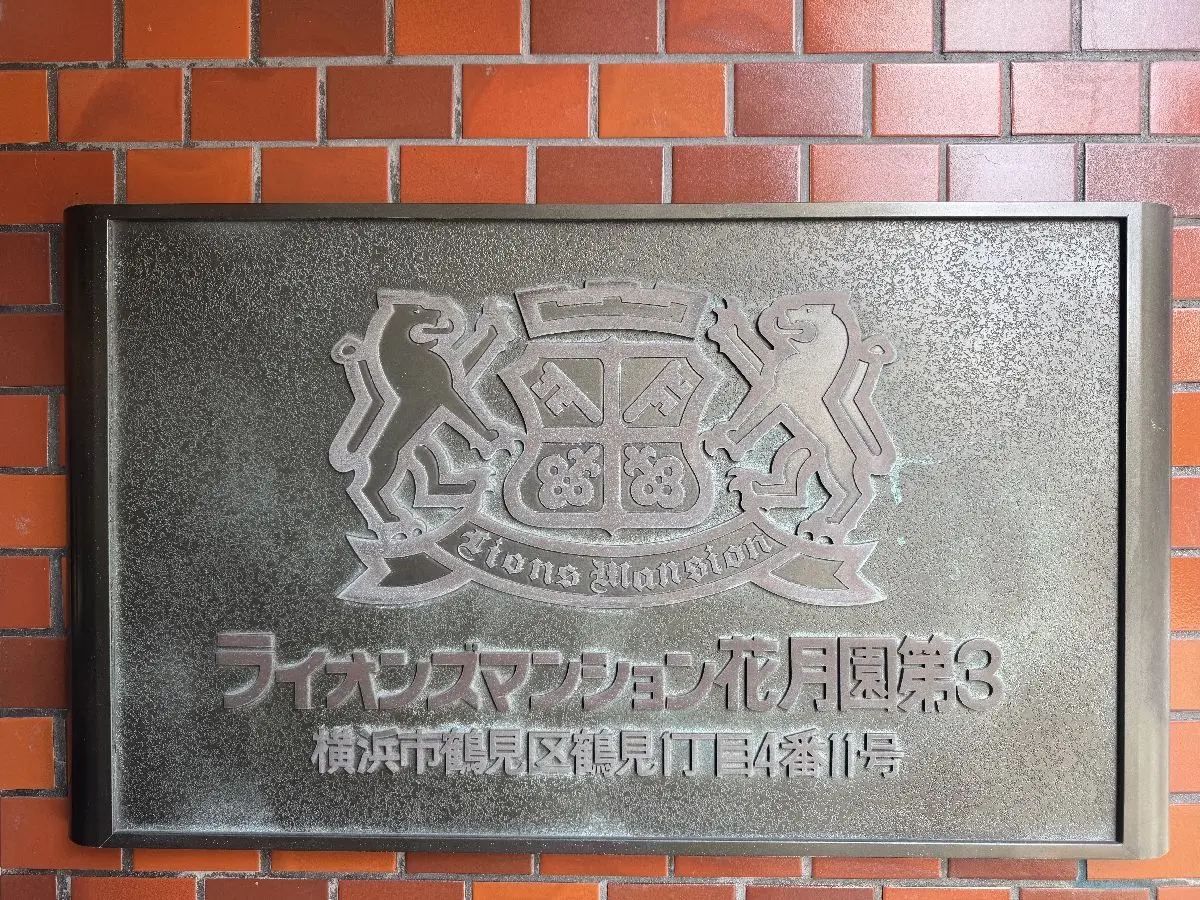 Lions Mansion
ライオンズマンション花月園第3
横浜市鶴見区鶴見1丁目4番11号